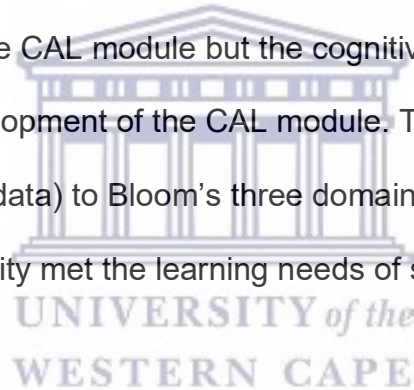 e CAL module but the cognitiv
opment of the CAL module. T
data) to Bloom's three domain
ity met the learning needs of s
UNIVERSITY of the
WESTERN CAPE